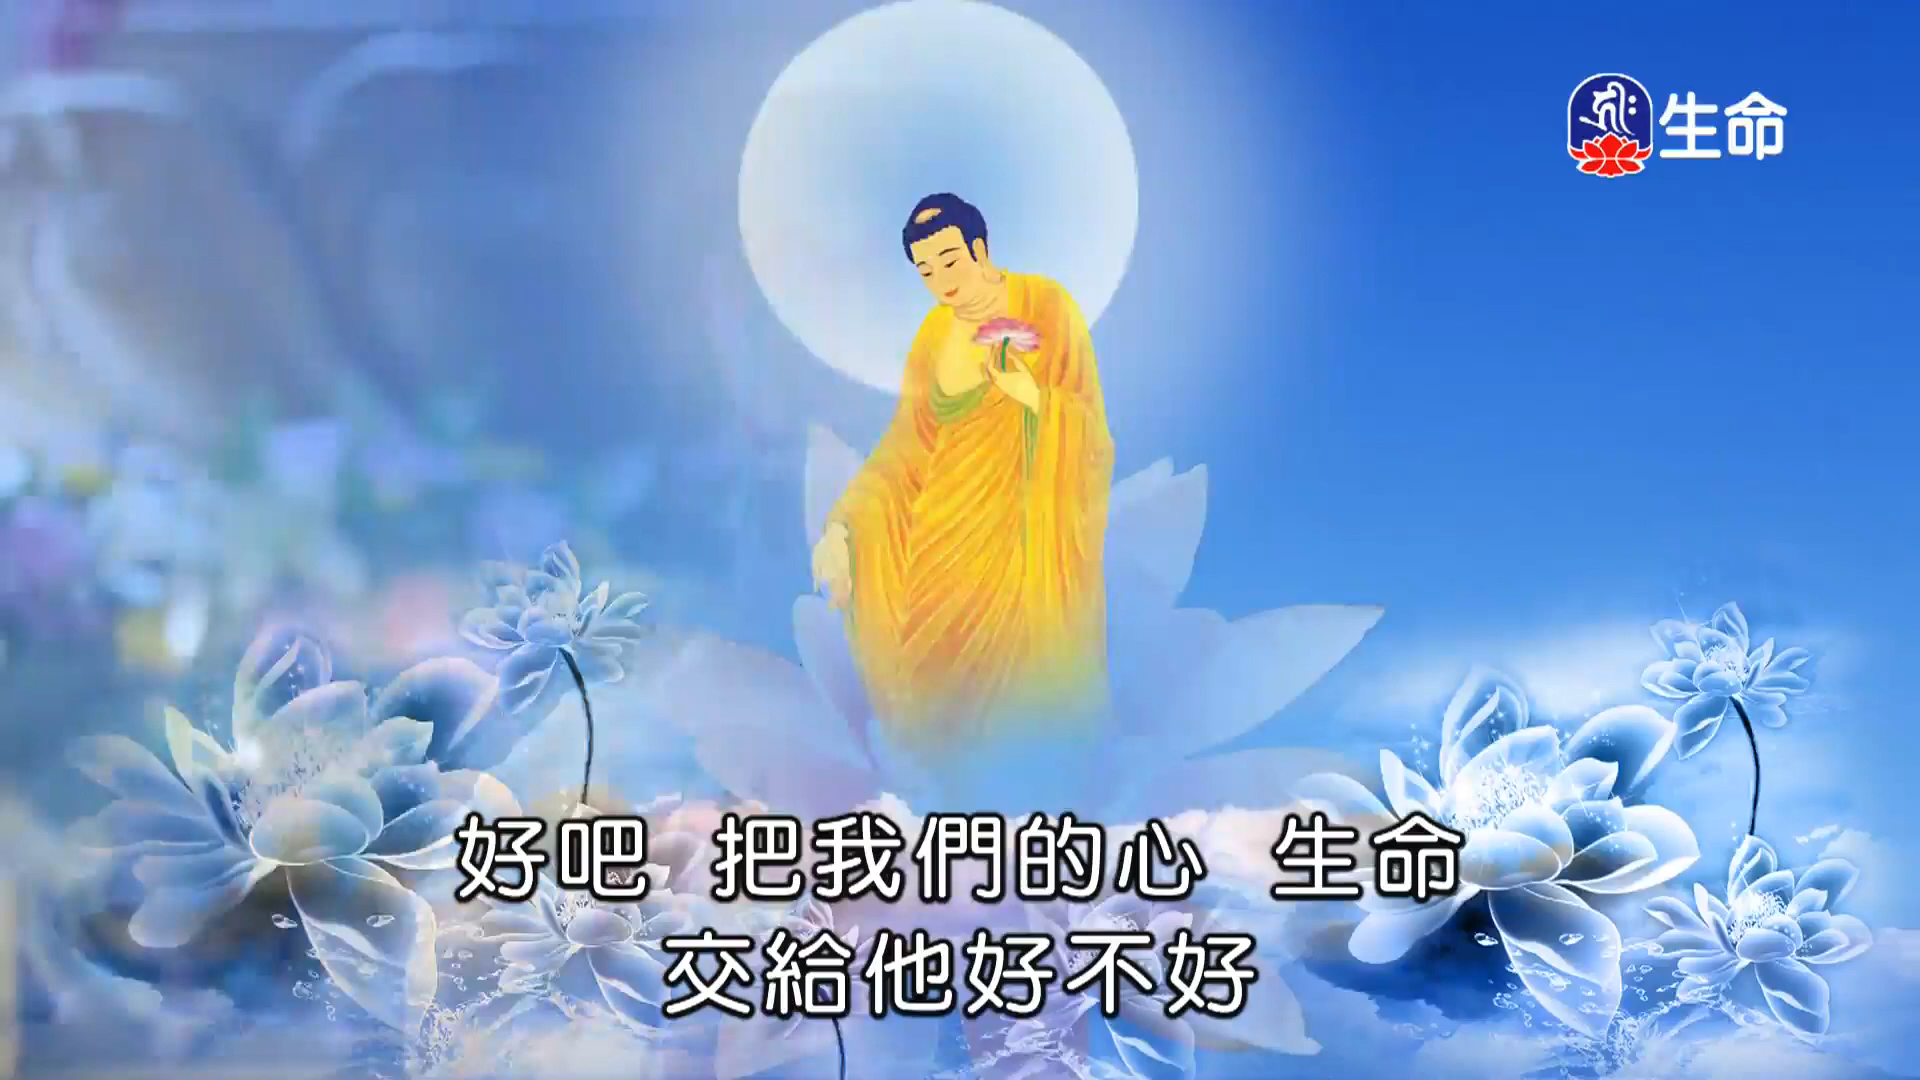 生命
好吧 把我們的心 生命
交給他好不好